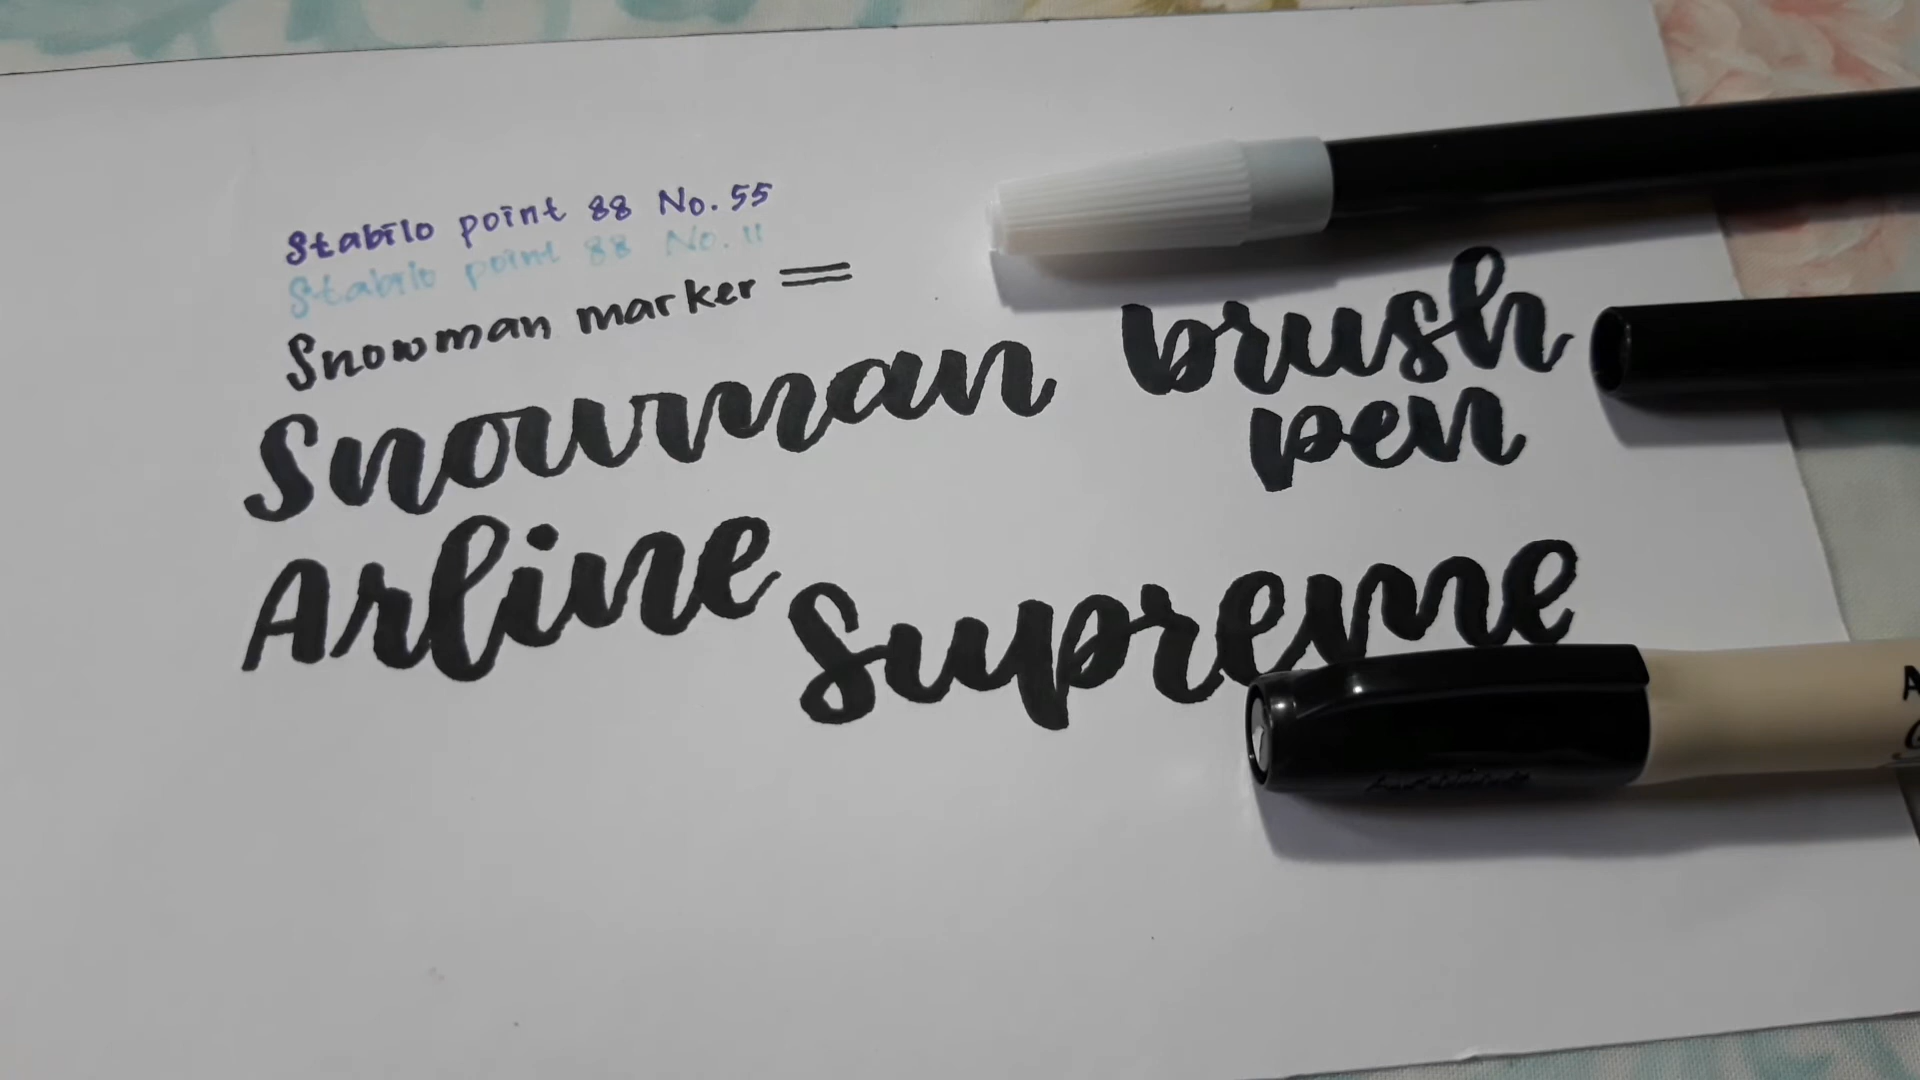 Stabilo point 88 No. 55
Stabilo point 88 No. 11
Snowman marker =
Snowman brush
pen
Arline Supreme